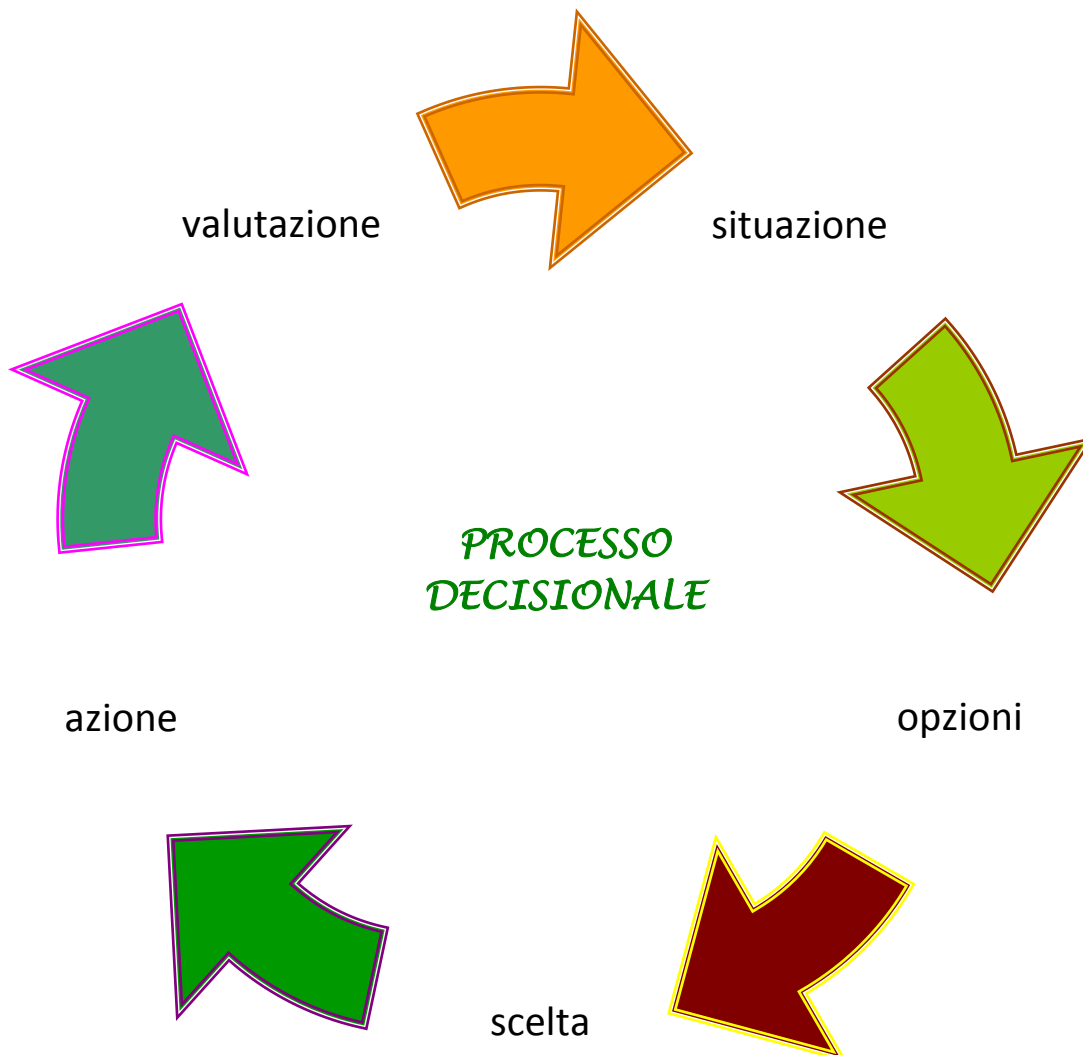 valutazione
situazione
PROCESSO
DECISIONALE
azione
opzioni
scelta